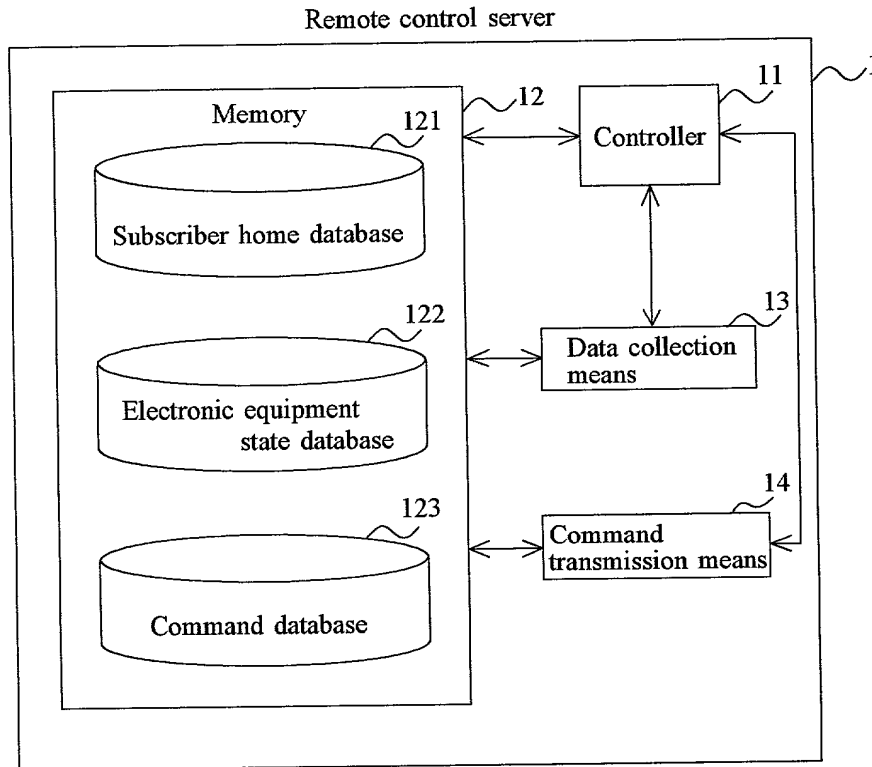 Remote control server
1
12
11
Memory
121
Controller
Subscriber home database
122
13
Data collection
means
Electronic equipment
state database
123
14
Command
transmission means
Command database